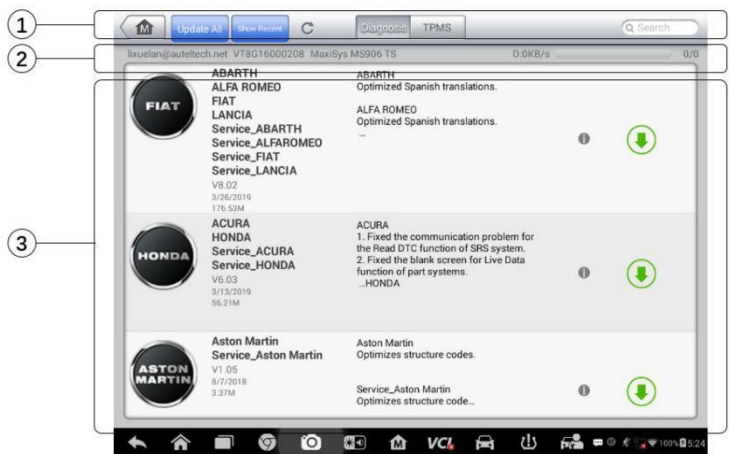 1
M
Update All
Show Recent
Diagnosis
TPMS
Search
2
lixuelan@auteltech.net VT8G16000208 MaxiSys MS906 TS
D:0KB/s
0/0
3
FIAT
ABARTH
ALFA ROMEO
FIAT
LANCIA
Service_ABARTH
Service_ALFAROMEO
Service_FIAT
Service_LANCIA
V8.02
3/26/2019
176.53M
ABARTH
Optimized Spanish translations.
ALFA ROMEO
Optimized Spanish translations.
...
HONDA
ACURA
HONDA
Service_ACURA
Service_HONDA
V6.03
3/13/2019
56.21M
ACURA
1. Fixed the communication problem for
the Read DTC function of SRS system.
2. Fixed the blank screen for Live Data
function of part systems.
...HONDA
ASTON
MARTIN
Aston Martin
Service_Aston Martin
V1.05
8/7/2018
3.37M
Aston Martin
Optimizes structure codes.
Service_Aston Martin
Optimizes structure code...
M
VCI
100%
5:24